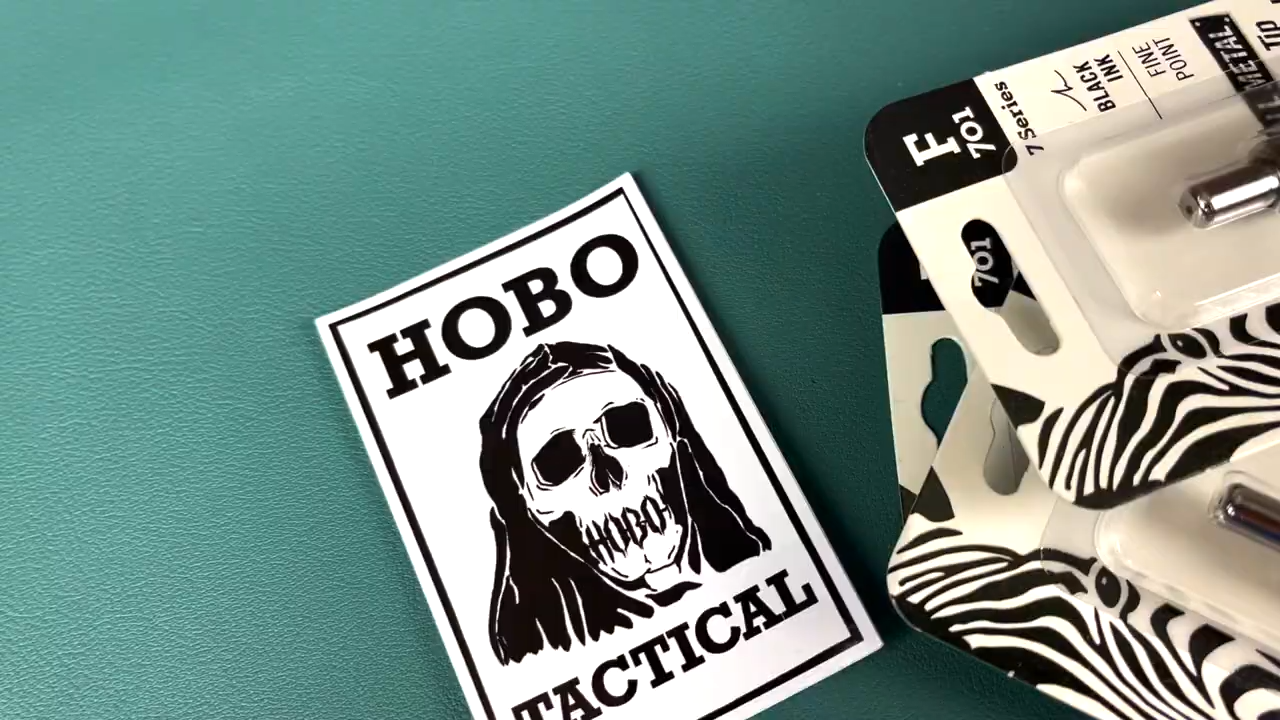 HOBO
HOBO
TACTICAL
F
701
7 Series
BLACK
INK
FINE
POINT
METAL
Tip
701